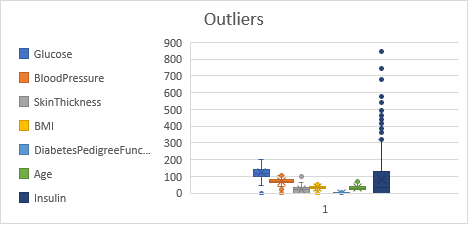 Outliers
Glucose
BloodPressure
SkinThickness
BMI
DiabetesPedigreeFunc...
Age
Insulin
900
800
700
600
500
400
300
200
100
0
1